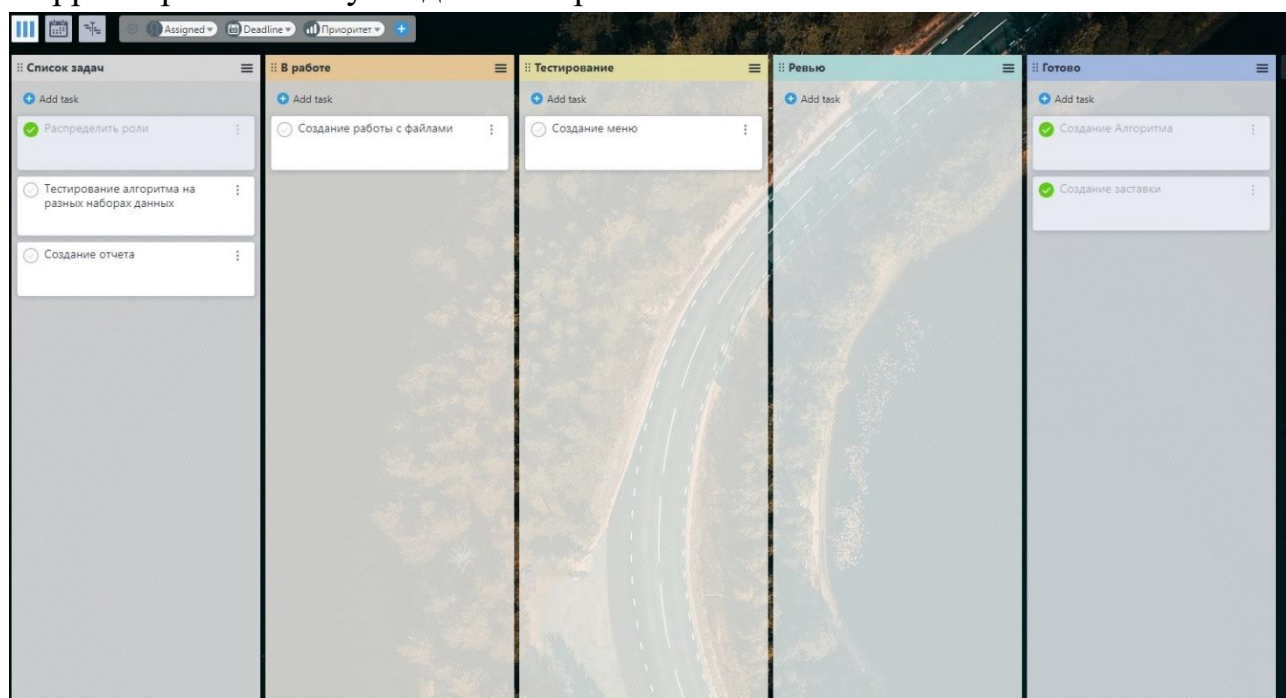 Assigned
Deadline
Приоритет
Список задач
Add task
Распределить роли
Тестирование алгоритма на
разных наборах данных
Создание отчета
В работе
Add task
Создание работы с файлами
Тестирование
Add task
Создание меню
Ревью
Add task
Готово
Add task
Создание Алгоритма
Создание заставки